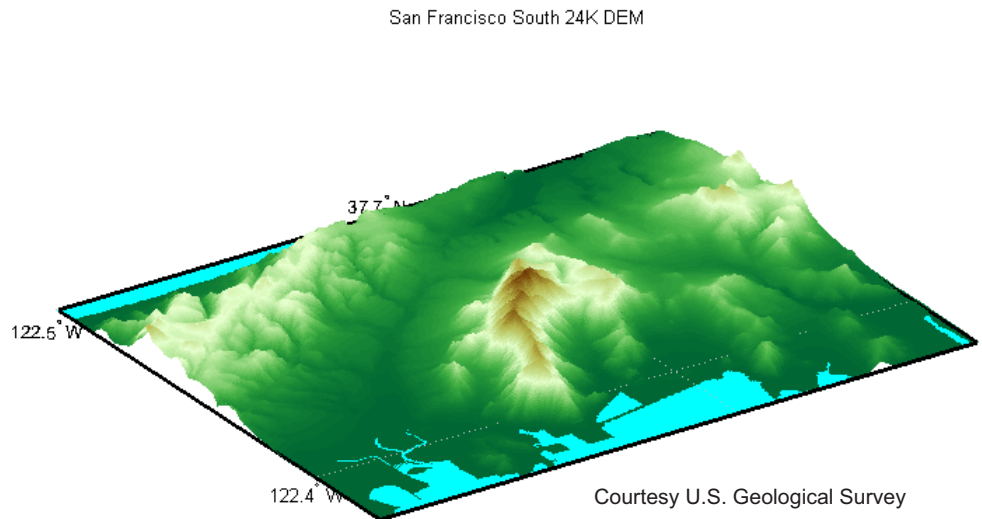 San Francisco South 24K DEM
37.7° N
122.5° W
122.4° W
Courtesy U.S. Geological Survey